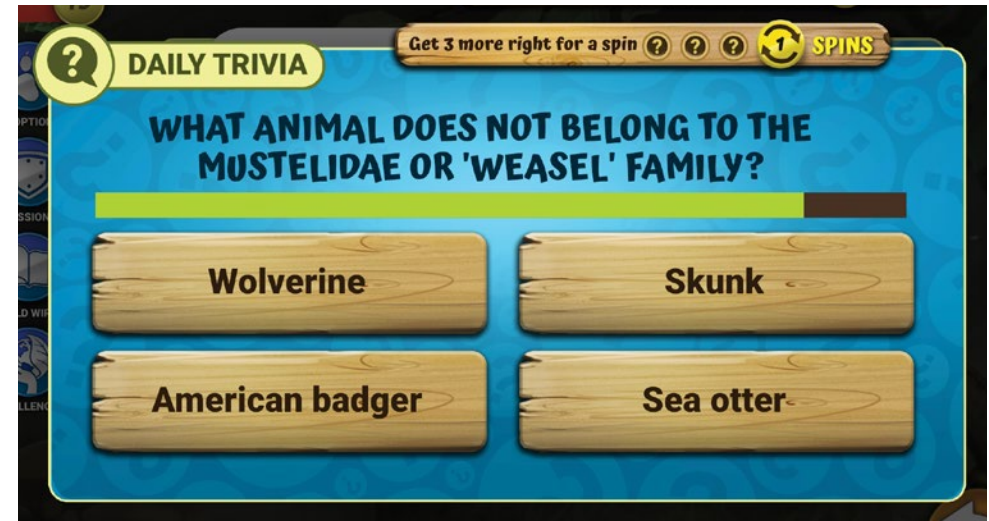 Get 3 more right for a spin ? ? ? 1 SPINS
? DAILY TRIVIA
WHAT ANIMAL DOES NOT BELONG TO THE
MUSTELIDAE OR 'WEASEL' FAMILY?
Wolverine
Skunk
American badger
Sea otter